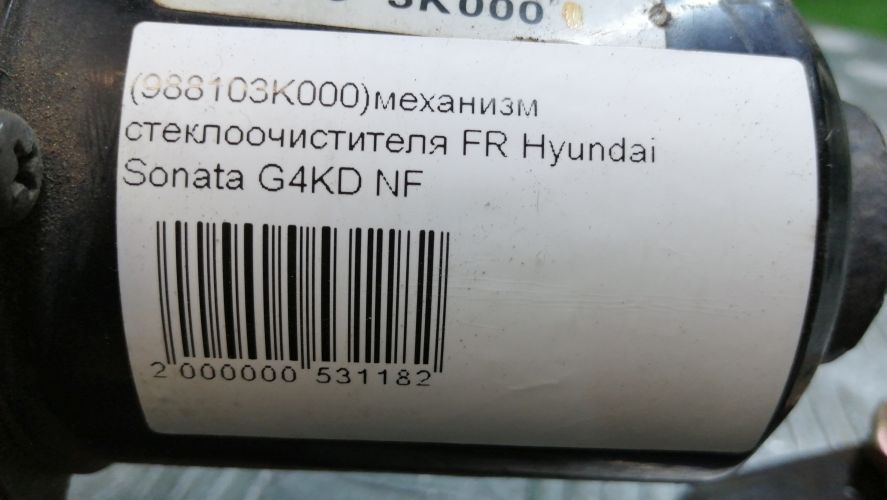 3K000
(988103K000)механизм
стеклоочистителя FR Hyundai
Sonata G4KD NF
2 000000 531182